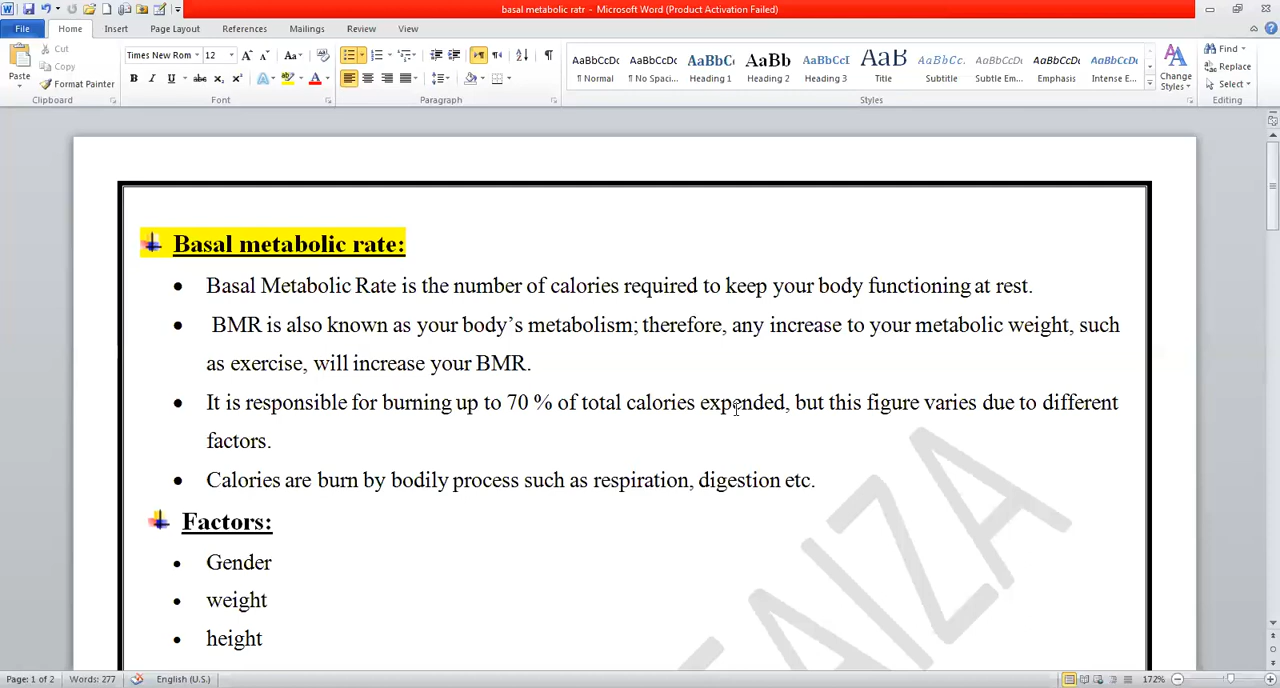 basal metabolic ratr - Microsoft Word (Product Activation Failed)
File Home Insert Page Layout References Mailings Review View
Paste Cut Copy Format Painter Clipboard
Times New Rom 12 Aa Font
Paragraph
AaBbCcDc AaBbCcDc AaBbC AaBbCc AaBbCcI AaB AaBbCc. AaBbCcDc AaBbCcDc AaBbCcDc
¶ Normal ¶ No Spaci... Heading 1 Heading 2 Heading 3 Title Subtitle Subtle Em... Emphasis Intense E...
Styles
Change Styles
Find Replace Select Editing
Basal metabolic rate:
• Basal Metabolic Rate is the number of calories required to keep your body functioning at rest.
• BMR is also known as your body’s metabolism; therefore, any increase to your metabolic weight, such
as exercise, will increase your BMR.
• It is responsible for burning up to 70 % of total calories expended, but this figure varies due to different
factors.
• Calories are burn by bodily process such as respiration, digestion etc.
Factors:
• Gender
• weight
• height
FAIZA
Page: 1 of 2 Words: 277 English (U.S.) 172%